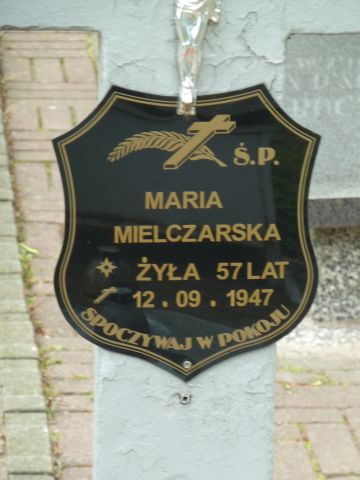 Ś.P.
MARIA
MIELCZARSKA
ŻYŁA 57 LAT
12.09.1947
SPOCZYWAJ W POKOJU